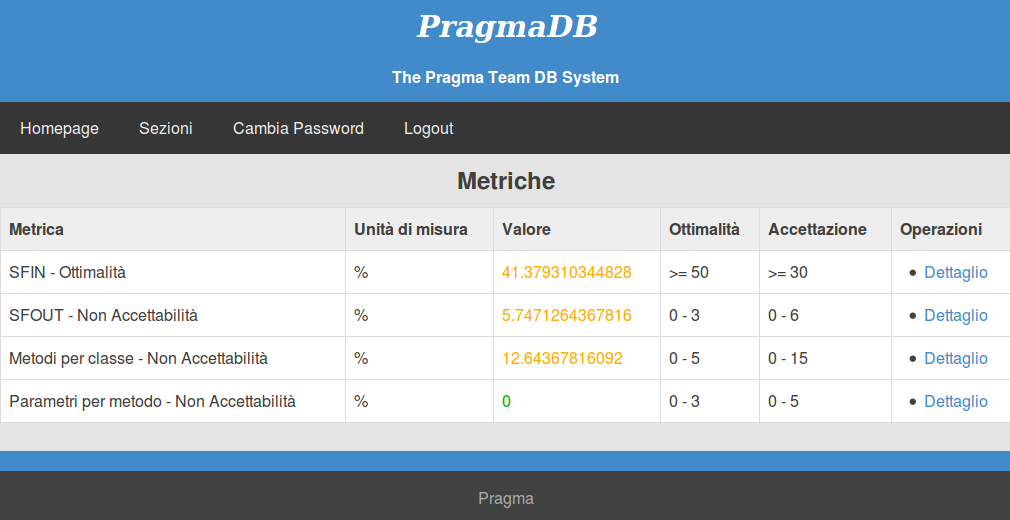 PragmaDB
The Pragma Team DB System
Homepage Sezioni Cambia Password Logout
Metriche
Metrica Unità di misura Valore Ottimalità Accettazione Operazioni
SFIN - Ottimalità % 41.379310344828 >= 50 >= 30 • Dettaglio
SFOUT - Non Accettabilità % 5.7471264367816 0 - 3 0 - 6 • Dettaglio
Metodi per classe - Non Accettabilità % 12.64367816092 0 - 5 0 - 15 • Dettaglio
Parametri per metodo - Non Accettabilità % 0 0 - 3 0 - 5 • Dettaglio
Pragma